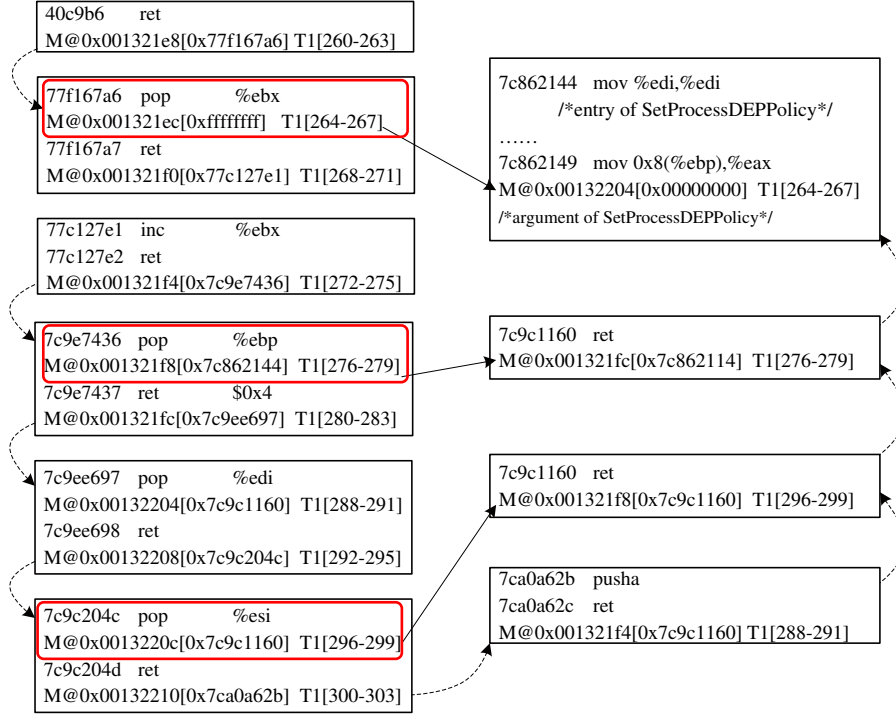 40c9b6 ret
M@0x001321e8[0x77f167a6] T1[260-263]
77f167a6 pop %ebx
M@0x001321ec[0xffffffff] T1[264-267]
77f167a7 ret
M@0x001321f0[0x77c127e1] T1[268-271]
77c127e1 inc %ebx
77c127e2 ret
M@0x001321f4[0x7c9e7436] T1[272-275]
7c9e7436 pop %ebp
M@0x001321f8[0x7c862144] T1[276-279]
7c9e7437 ret $0x4
M@0x001321fc[0x7c9ee697] T1[280-283]
7c9ee697 pop %edi
M@0x00132204[0x7c9c1160] T1[288-291]
7c9ee698 ret
M@0x00132208[0x7c9c204c] T1[292-295]
7c9c204c pop %esi
M@0x0013220c[0x7c9c1160] T1[296-299]
7c9c204d ret
M@0x00132210[0x7ca0a62b] T1[300-303]
7c862144 mov %edi,%edi
/*entry of SetProcessDEPPolicy*/
......
7c862149 mov 0x8(%ebp),%eax
M@0x00132204[0x00000000] T1[264-267]
/*argument of SetProcessDEPPolicy*/
7c9c1160 ret
M@0x001321fc[0x7c862114] T1[276-279]
7c9c1160 ret
M@0x001321f8[0x7c9c1160] T1[296-299]
7ca0a62b pusha
7ca0a62c ret
M@0x001321f4[0x7c9c1160] T1[288-291]